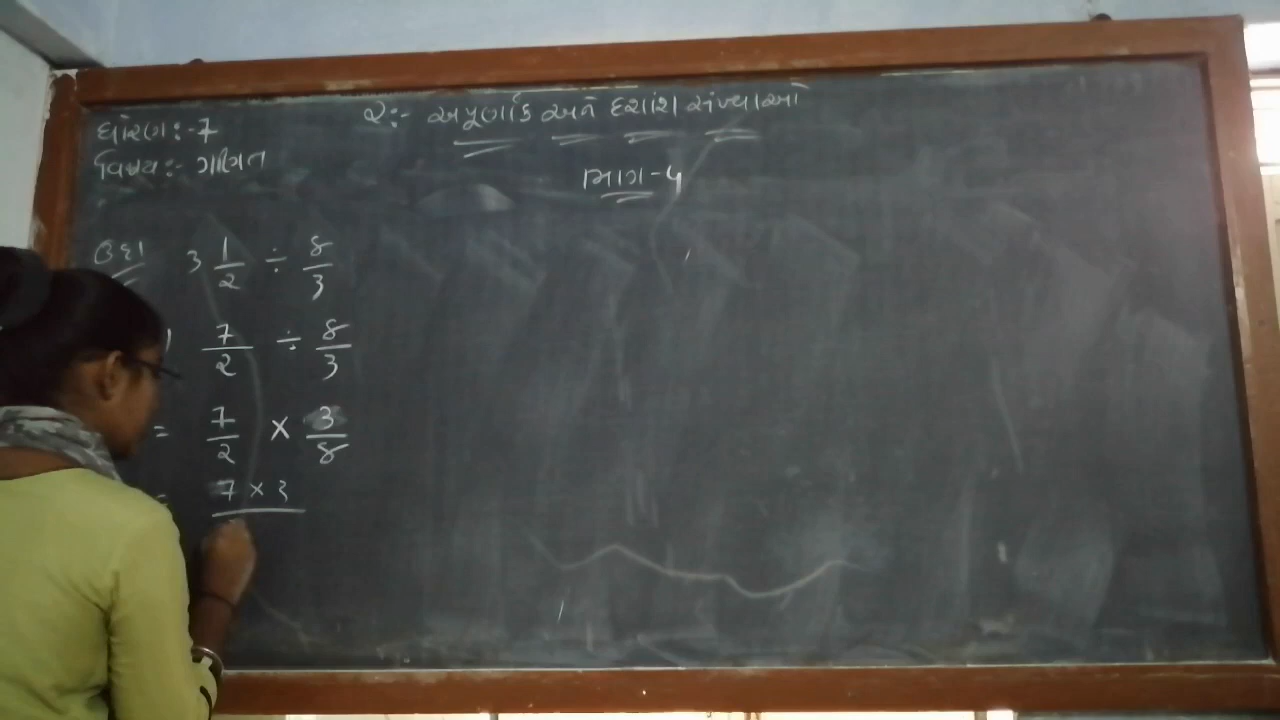 ધોરણ:-7
વિષય:- ગણિત
૨:- અપૂર્ણાંક અને દશાંશ સંખ્યાઓ
ભાગ-4
ઉદા 3 1/2 ÷ 8/3
7/2 ÷ 8/3
= 7/2 × 3/8
= 7 × 3